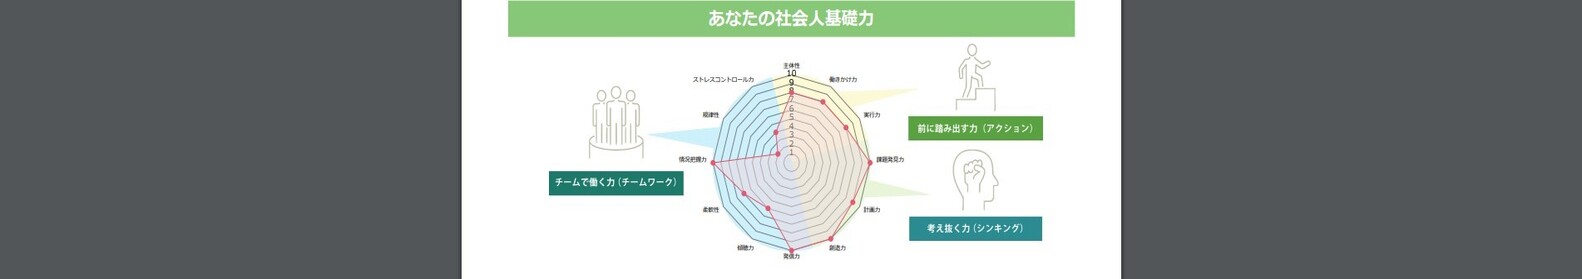 あなたの社会人基礎力
主体性
ストレスコントロール力
働きかけ力
10
9
8
7
6
5
4
3
2
1
規律性
実行力
前に踏み出す力（アクション）
情況把握力
課題発見力
チームで働く力（チームワーク）
柔軟性
計画力
考え抜く力（シンキング）
傾聴力
創造力
発信力